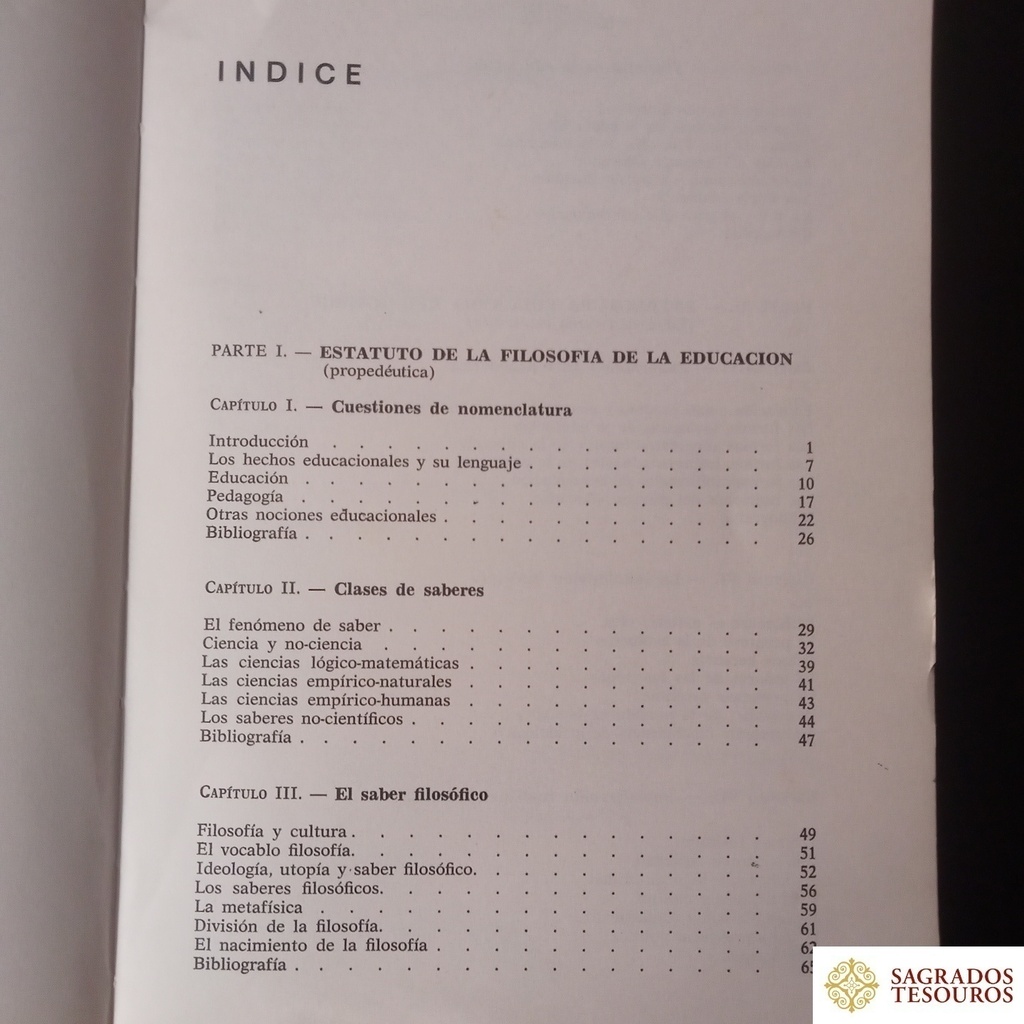 INDICE
PARTE I. — ESTATUTO DE LA FILOSOFIA DE LA EDUCACION
(propedéutica)
CAPÍTULO I. — Cuestiones de nomenclatura
Introducción . . . . . . . . . . . . . . . . 1
Los hechos educacionales y su lenguaje . . . . . . . . . 7
Educación . . . . . . . . . . . . . . . . . 10
Pedagogía . . . . . . . . . . . . . . . . . 17
Otras nociones educacionales . . . . . . . . . . . . 22
Bibliografía . . . . . . . . . . . . . . . . . 26
CAPÍTULO II. — Clases de saberes
El fenómeno de saber . . . . . . . . . . . . . . 29
Ciencia y no-ciencia . . . . . . . . . . . . . . 32
Las ciencias lógico-matemáticas . . . . . . . . . . . 39
Las ciencias empírico-naturales . . . . . . . . . . . 41
Las ciencias empírico-humanas . . . . . . . . . . . 43
Los saberes no-científicos . . . . . . . . . . . . . 44
Bibliografía . . . . . . . . . . . . . . . . . 47
CAPÍTULO III. — El saber filosófico
Filosofía y cultura . . . . . . . . . . . . . . . 49
El vocablo filosofía. . . . . . . . . . . . . . . 51
Ideología, utopía y saber filosófico. . . . . . . . . . . 52
Los saberes filosóficos. . . . . . . . . . . . . . 56
La metafísica . . . . . . . . . . . . . . . . 59
División de la filosofía. . . . . . . . . . . . . . 61
El nacimiento de la filosofía . . . . . . . . . . . .
Bibliografía . . . . . . . . . . . . . . . . .
SAGRADOS
TESOUROS